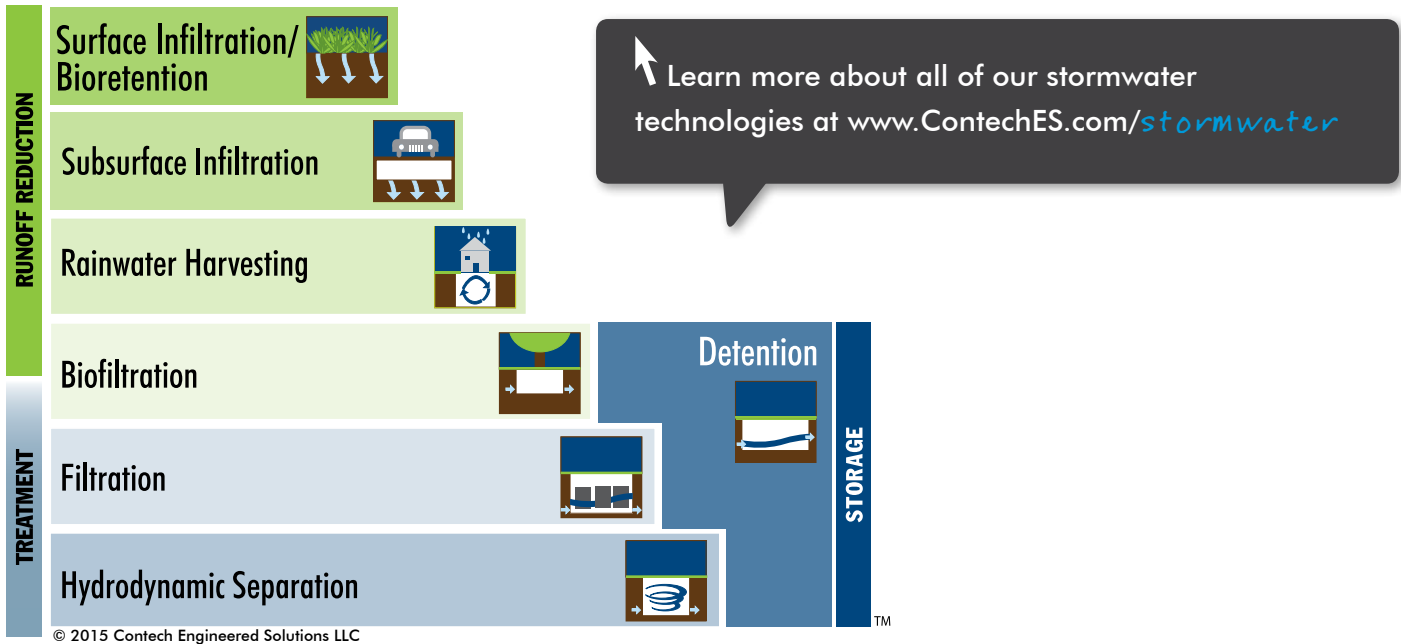 RUNOFF REDUCTION
Surface Infiltration/
Bioretention
Subsurface Infiltration
Rainwater Harvesting
Biofiltration
TREATMENT
Filtration
Hydrodynamic Separation
Detention
STORAGE
TM
© 2015 Contech Engineered Solutions LLC
Learn more about all of our stormwater
technologies at www.ContechES.com/stormwater